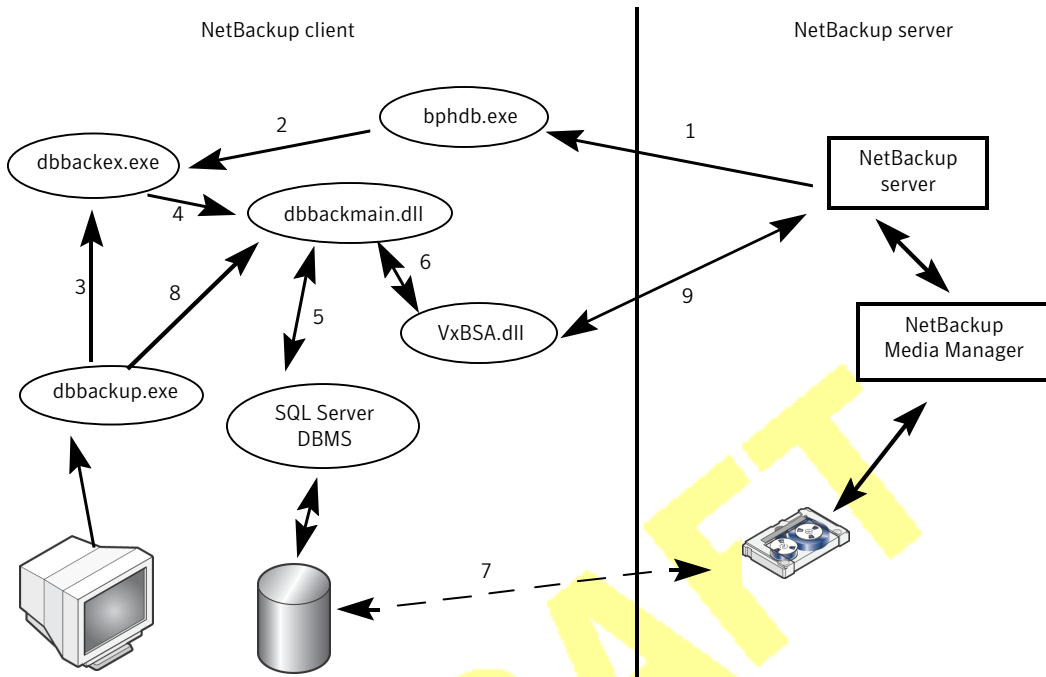 NetBackup client
NetBackup server
bphdb.exe
2
1
dbbackex.exe
NetBackup
server
4
dbbackmain.dll
3
8
5
6
9
VxBSA.dll
NetBackup
Media Manager
dbbackup.exe
SQL Server
DBMS
7